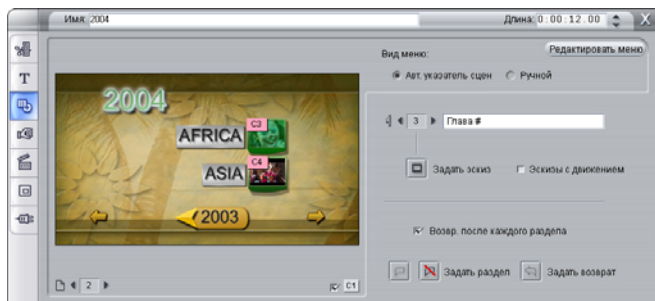 Имя: 2004
Длина: 0:00:12.00
X
Вид меню:
Редактировать меню
Авт. указатель сцен
Ручной
2004
AFRICA
C3
ASIA
C4
2003
3
Глава #
Задать эскиз
Эскизы с движением
Возвр. после каждого раздела
Задать раздел
Задать возврат
2
C1
T